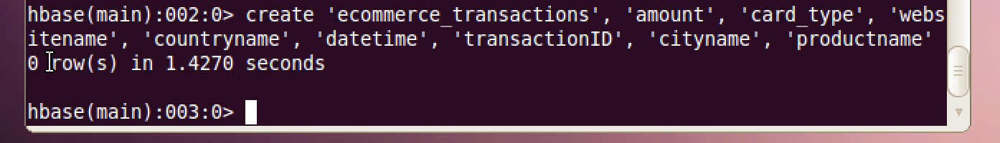 hbase(main):002:0> create 'ecommerce_transactions', 'amount', 'card_type', 'webs
itename', 'countryname', 'datetime', 'transactionID', 'cityname', 'productname'
0 row(s) in 1.4270 seconds
hbase(main):003:0>